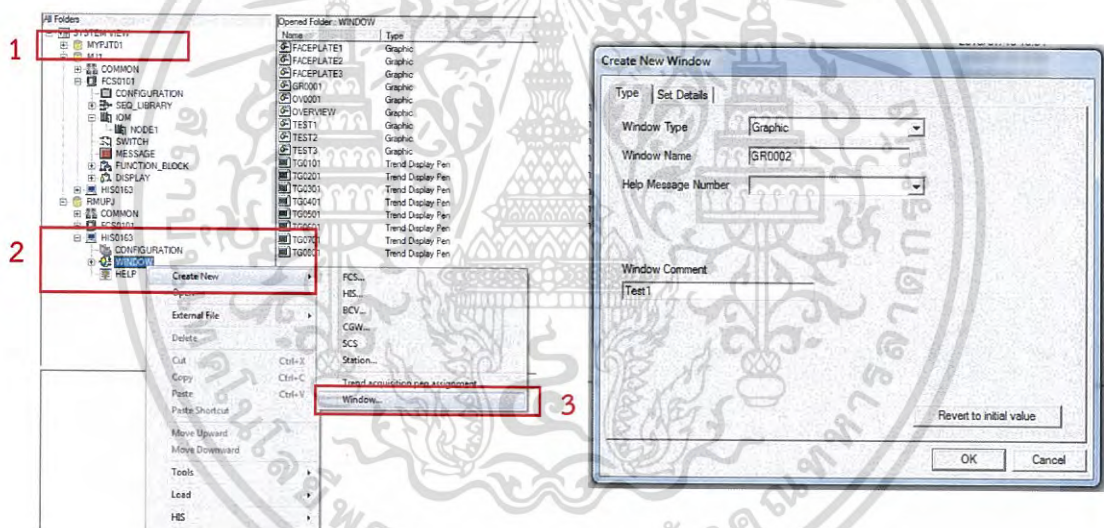 All Folders
SYSTEM VIEW
1
MYPJT01
MJ1
COMMON
FCS0101
CONFIGURATION
SEQ_LIBRARY
IOM
NODE1
SWITCH
MESSAGE
FUNCTION_BLOCK
DISPLAY
HIS0163
RMUPJ
COMMON
FCS0101
2
HIS0163
CONFIGURATION
WINDOW
HELP
Opened Folder : WINDOW
Name Type
FACEPLATE1 Graphic
FACEPLATE2 Graphic
FACEPLATE3 Graphic
GR0001 Graphic
OV0001 Graphic
OVERVIEW Graphic
TEST1 Graphic
TEST2 Graphic
TEST3 Graphic
TG0101 Trend Display Pen
TG0201 Trend Display Pen
TG0301 Trend Display Pen
TG0401 Trend Display Pen
TG0501 Trend Display Pen
TG0601 Trend Display Pen
TG0701 Trend Display Pen
TG0801 Trend Display Pen
Create New
Open
External File
Delete
Cut Ctrl+X
Copy Ctrl+C
Paste Ctrl+V
Paste Shortcut
Move Upward
Move Downward
Tools
Load
HIS
FCS...
HIS...
BCV...
CGW...
SCS
Station...
Trend acquisition pen assignment...
Window...
3
Create New Window
Type Set Details
Window Type Graphic
Window Name GR0002
Help Message Number
Window Comment
Test1
Revert to initial value
OK Cancel